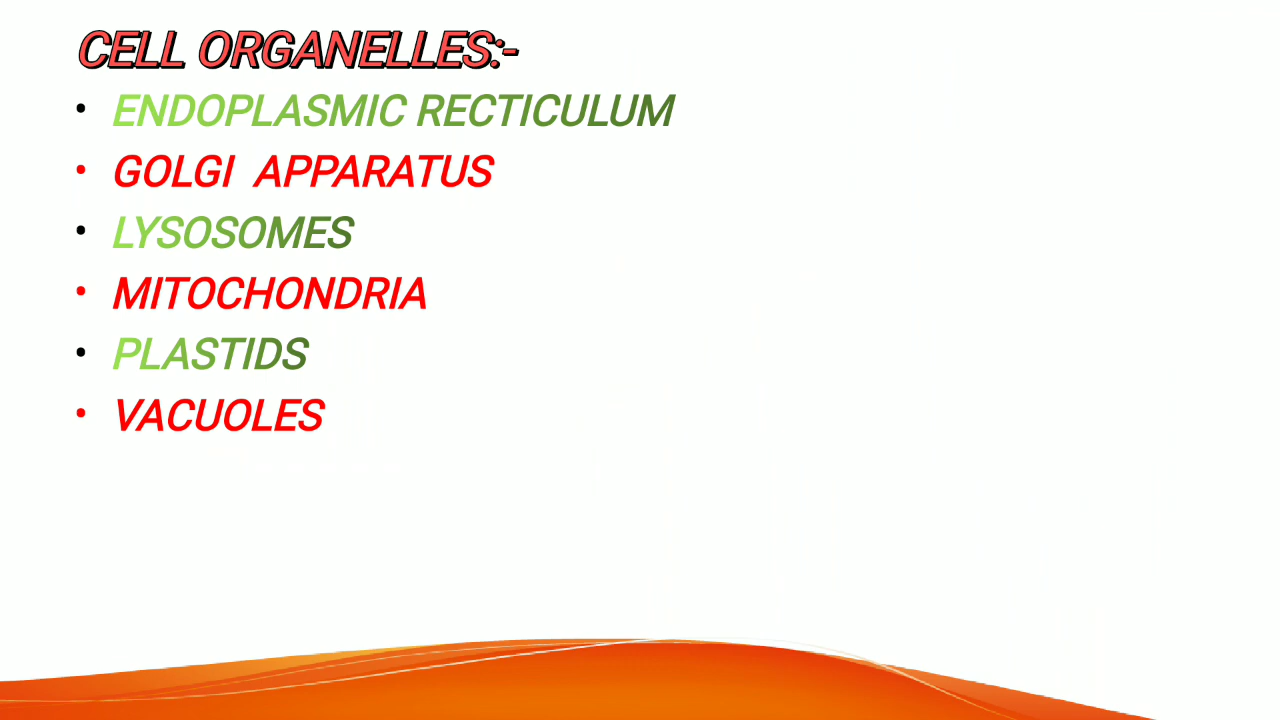 CELL ORGANELLES:-
• ENDOPLASMIC RECTICULUM
• GOLGI APPARATUS
• LYSOSOMES
• MITOCHONDRIA
• PLASTIDS
• VACUOLES